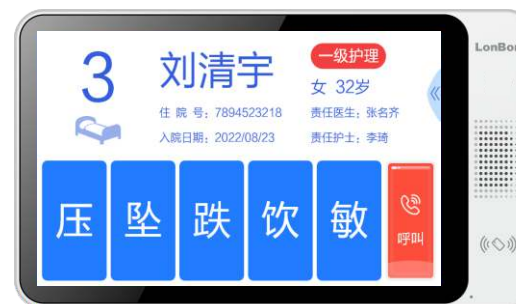 3
刘清宇
一级护理
女 32岁
住 院 号：7894523218
责任医生：张名齐
入院日期：2022/08/23
责任护士：李琦
压 坠 跌 饮 敏
呼叫